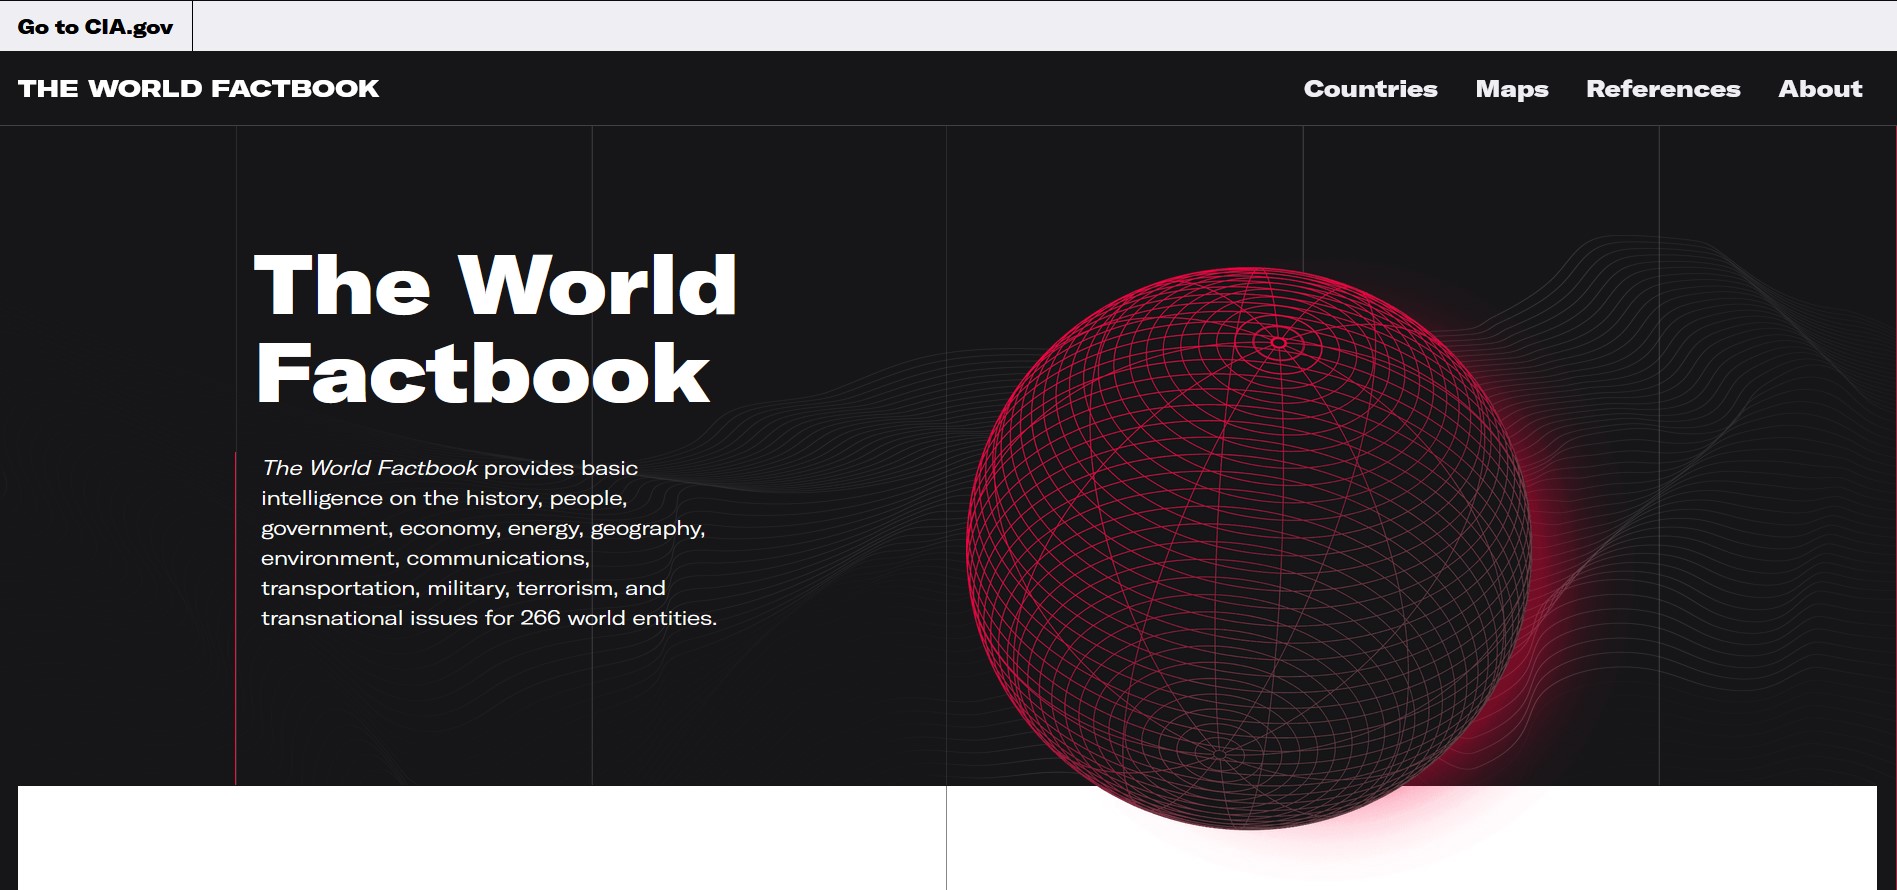 Go to CIA.gov
THE WORLD FACTBOOK
Countries Maps References About
The World
Factbook
The World Factbook provides basic
intelligence on the history, people,
government, economy, energy, geography,
environment, communications,
transportation, military, terrorism, and
transnational issues for 266 world entities.